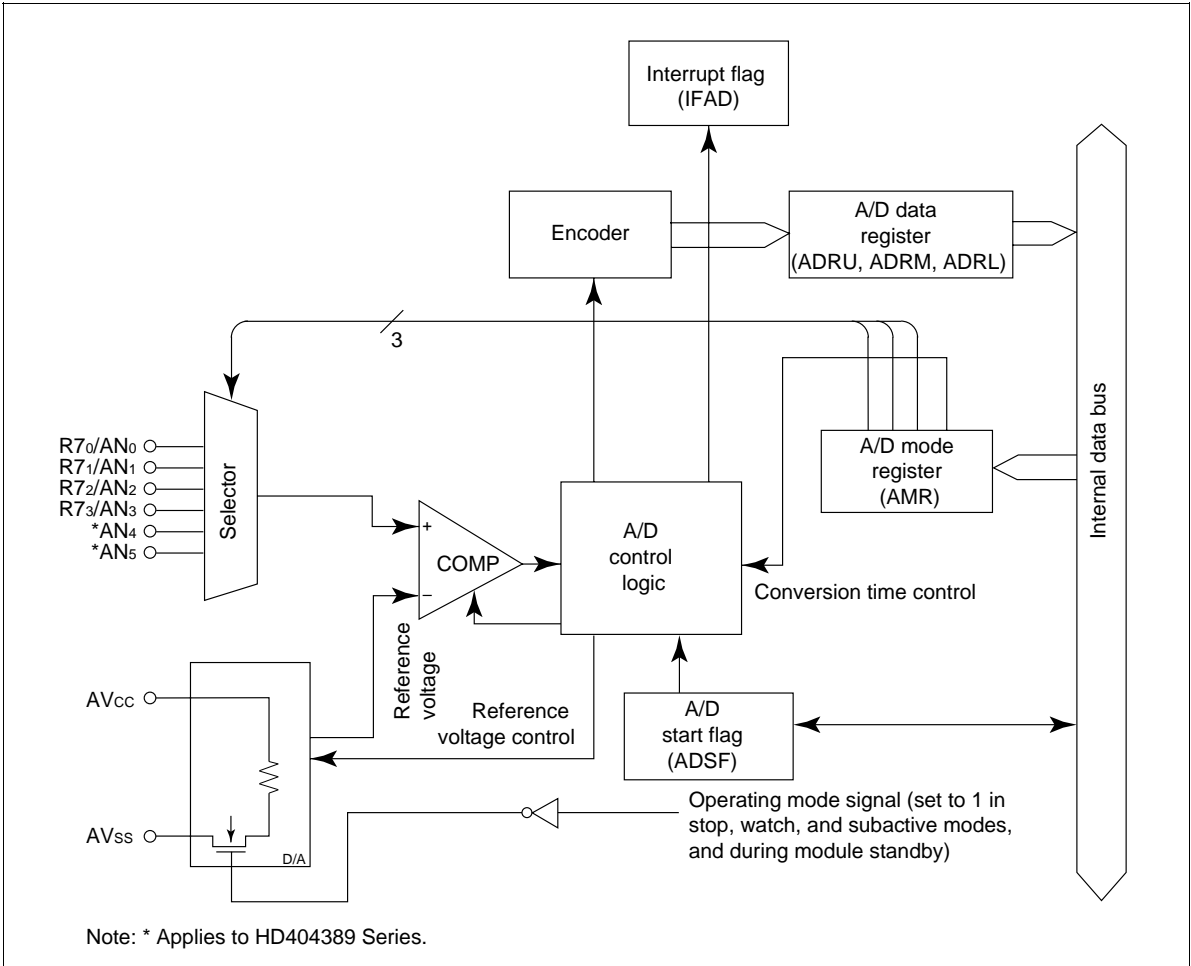 Interrupt flag
(IFAD)
Encoder
A/D data
register
(ADRU, ADRM, ADRL)
3
R70/AN0
R71/AN1
R72/AN2
R73/AN3
*AN4
*AN5
Selector
A/D mode
register
(AMR)
Internal data bus
+
COMP
−
A/D
control
logic
Conversion time control
Reference
voltage
Reference
voltage control
A/D
start flag
(ADSF)
AVCC
AVSS
D/A
Operating mode signal (set to 1 in
stop, watch, and subactive modes,
and during module standby)
Note: * Applies to HD404389 Series.